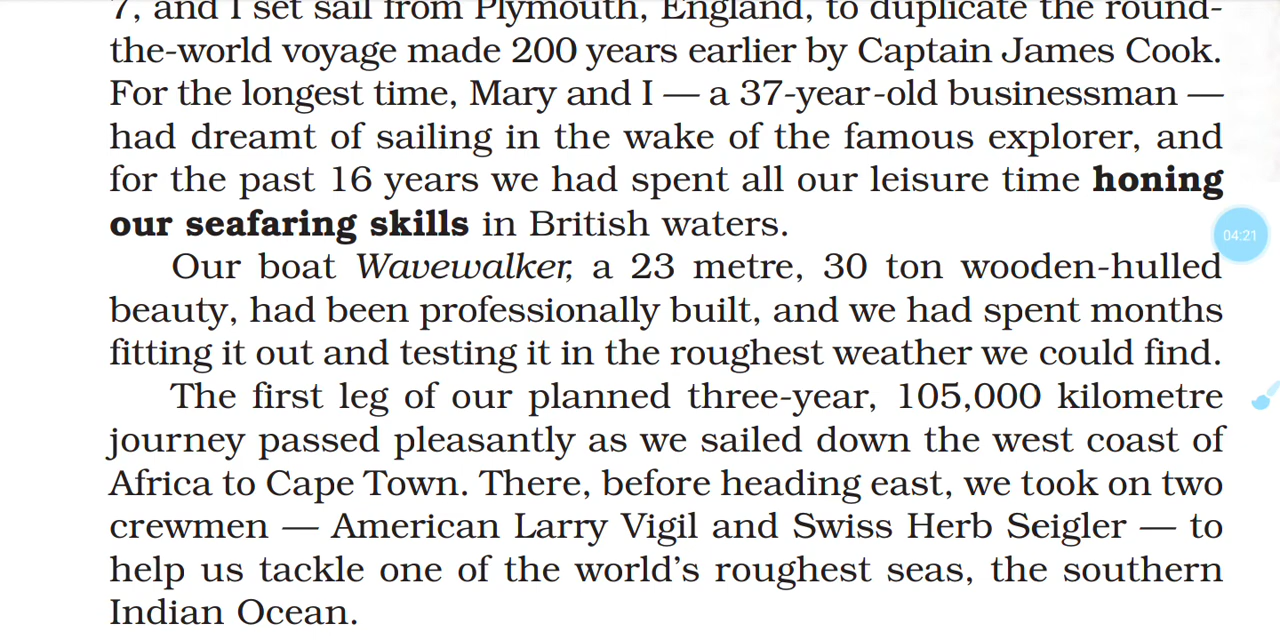 7, and I set sail from Plymouth, England, to duplicate the round-
the-world voyage made 200 years earlier by Captain James Cook.
For the longest time, Mary and I — a 37-year-old businessman —
had dreamt of sailing in the wake of the famous explorer, and
for the past 16 years we had spent all our leisure time honing
our seafaring skills in British waters.
04:21
Our boat Wavewalker, a 23 metre, 30 ton wooden-hulled
beauty, had been professionally built, and we had spent months
fitting it out and testing it in the roughest weather we could find.
The first leg of our planned three-year, 105,000 kilometre
journey passed pleasantly as we sailed down the west coast of
Africa to Cape Town. There, before heading east, we took on two
crewmen — American Larry Vigil and Swiss Herb Seigler — to
help us tackle one of the world's roughest seas, the southern
Indian Ocean.